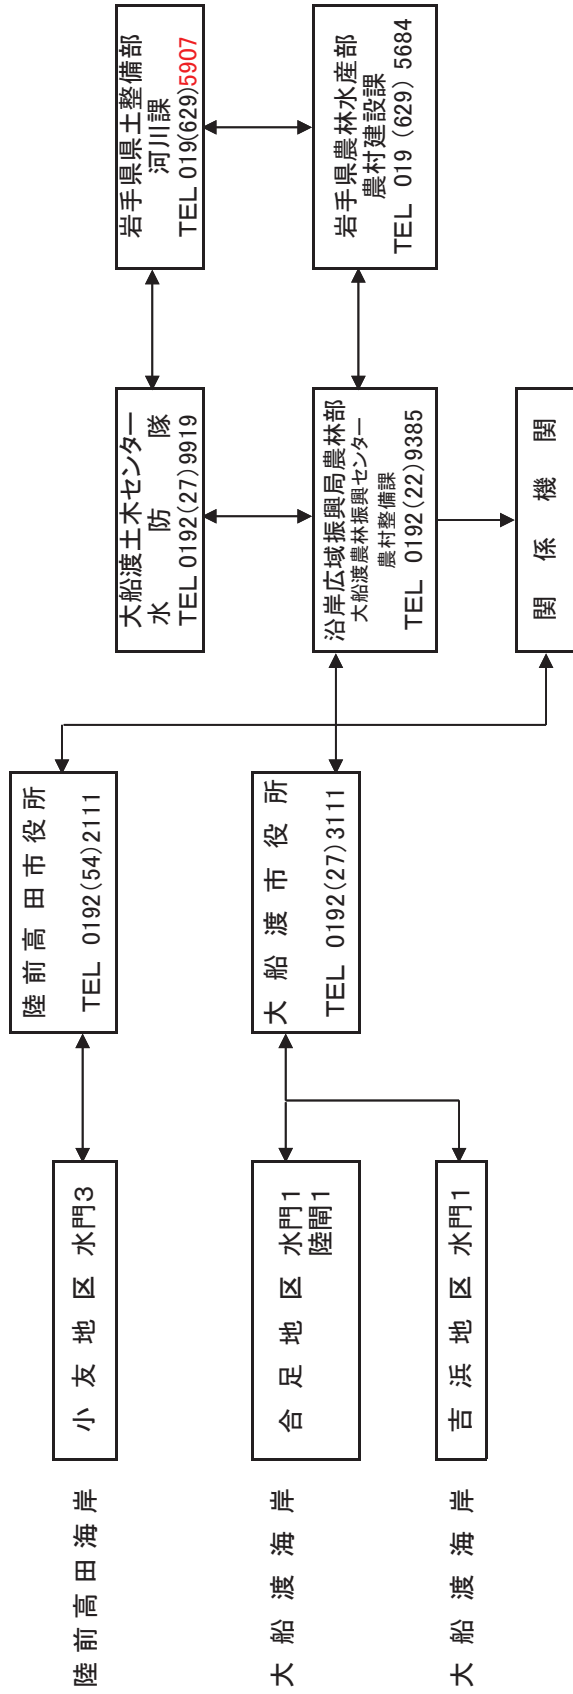 陸前高田海岸
小友地区 水門3
陸前高田市役所
TEL 0192(54)2111
大船渡海岸
合足地区 水門1
陸閘1
大船渡市役所
TEL 0192(27)3111
大船渡海岸
吉浜地区 水門1
大船渡土木センター
水防隊
TEL 0192(27)9919
岩手県県土整備部
河川課
TEL 019(629)5907
沿岸広域振興局農林部
大船渡農林振興センター
農村整備課
TEL 0192(22)9385
岩手県農林水産部
農村建設課
TEL 019(629)5684
関係機関